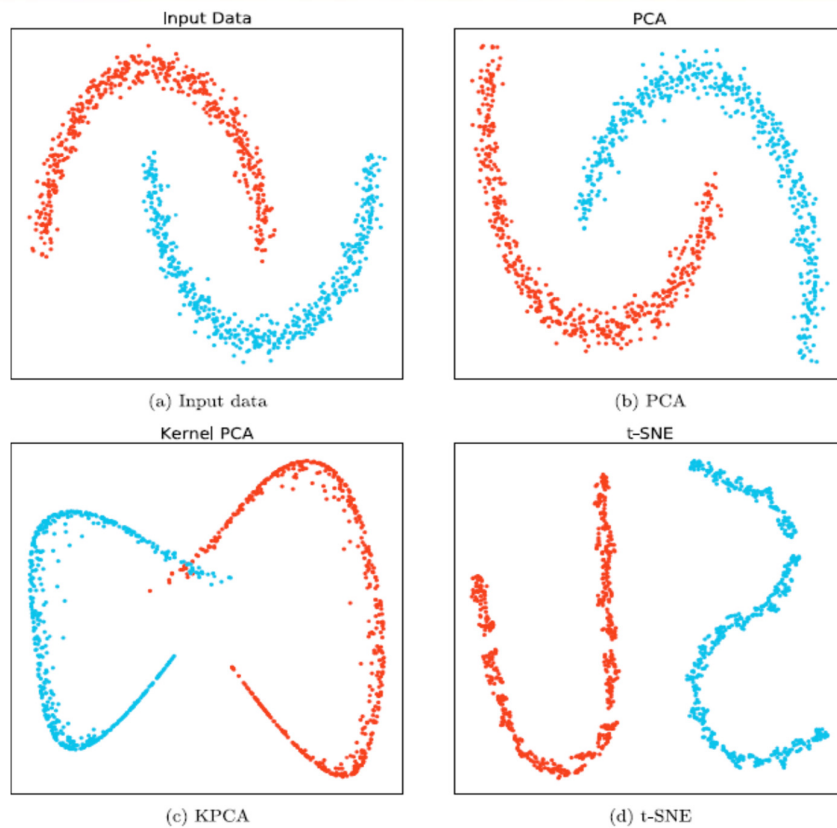 Input Data
PCA
(a) Input data
(b) PCA
Kernel PCA
t-SNE
(c) KPCA
(d) t-SNE